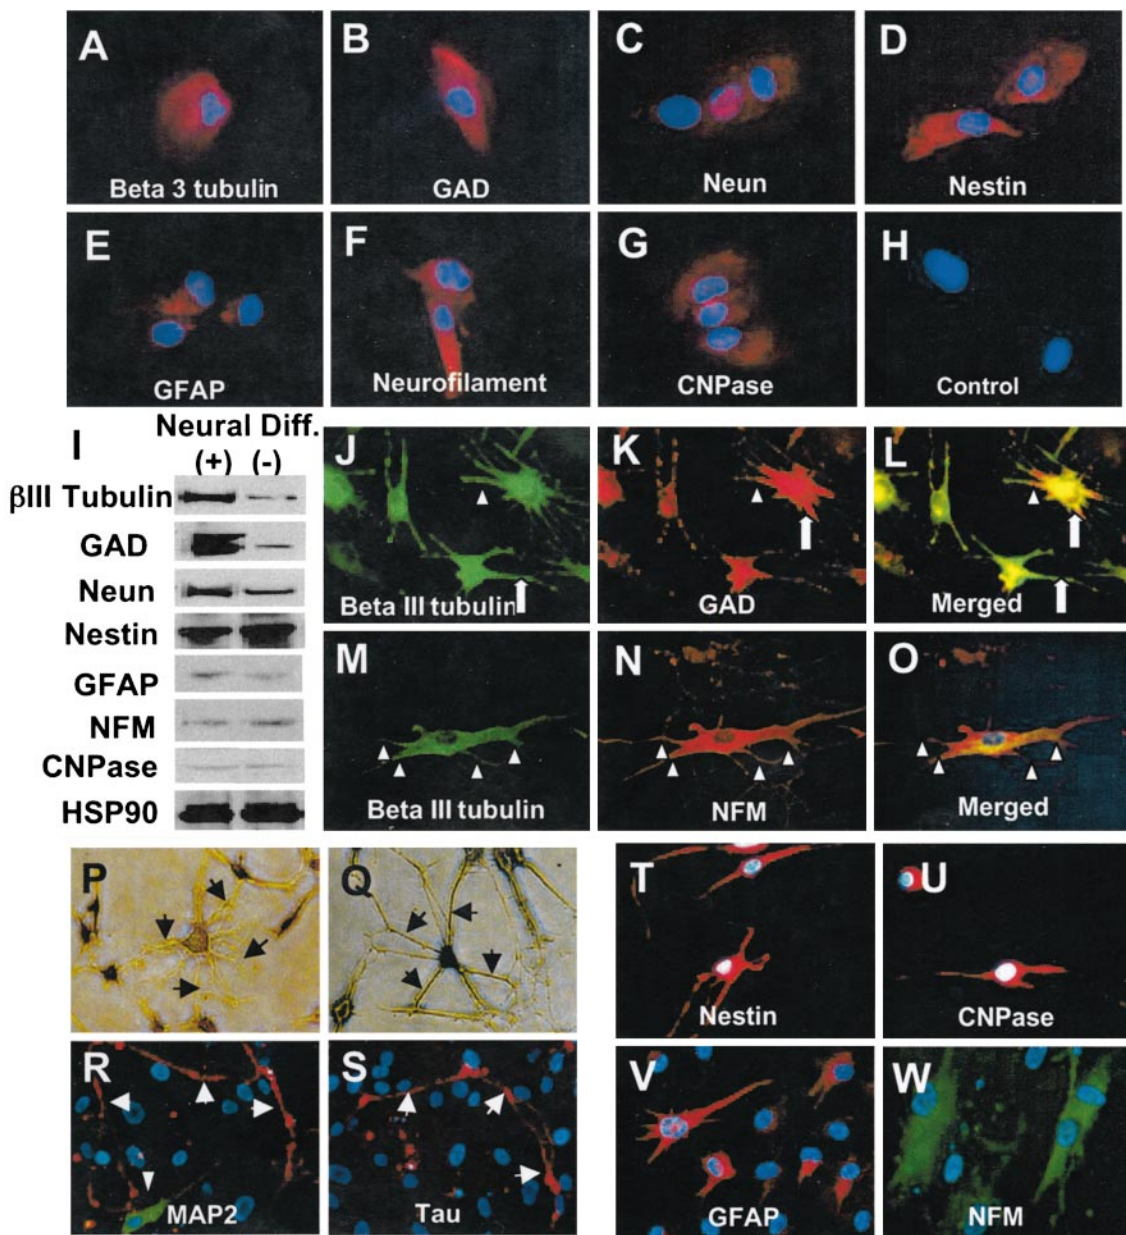 A
Beta 3 tubulin
B
GAD
C
Neun
D
Nestin
E
GFAP
F
Neurofilament
G
CNPase
H
Control
I
Neural Diff.
(+) (-)
βIII Tubulin
GAD
Neun
Nestin
GFAP
NFM
CNPase
HSP90
J
Beta III tubulin
K
GAD
L
Merged
M
Beta III tubulin
N
NFM
O
Merged
P
Q
R
MAP2
S
Tau
T
Nestin
U
CNPase
V
GFAP
W
NFM